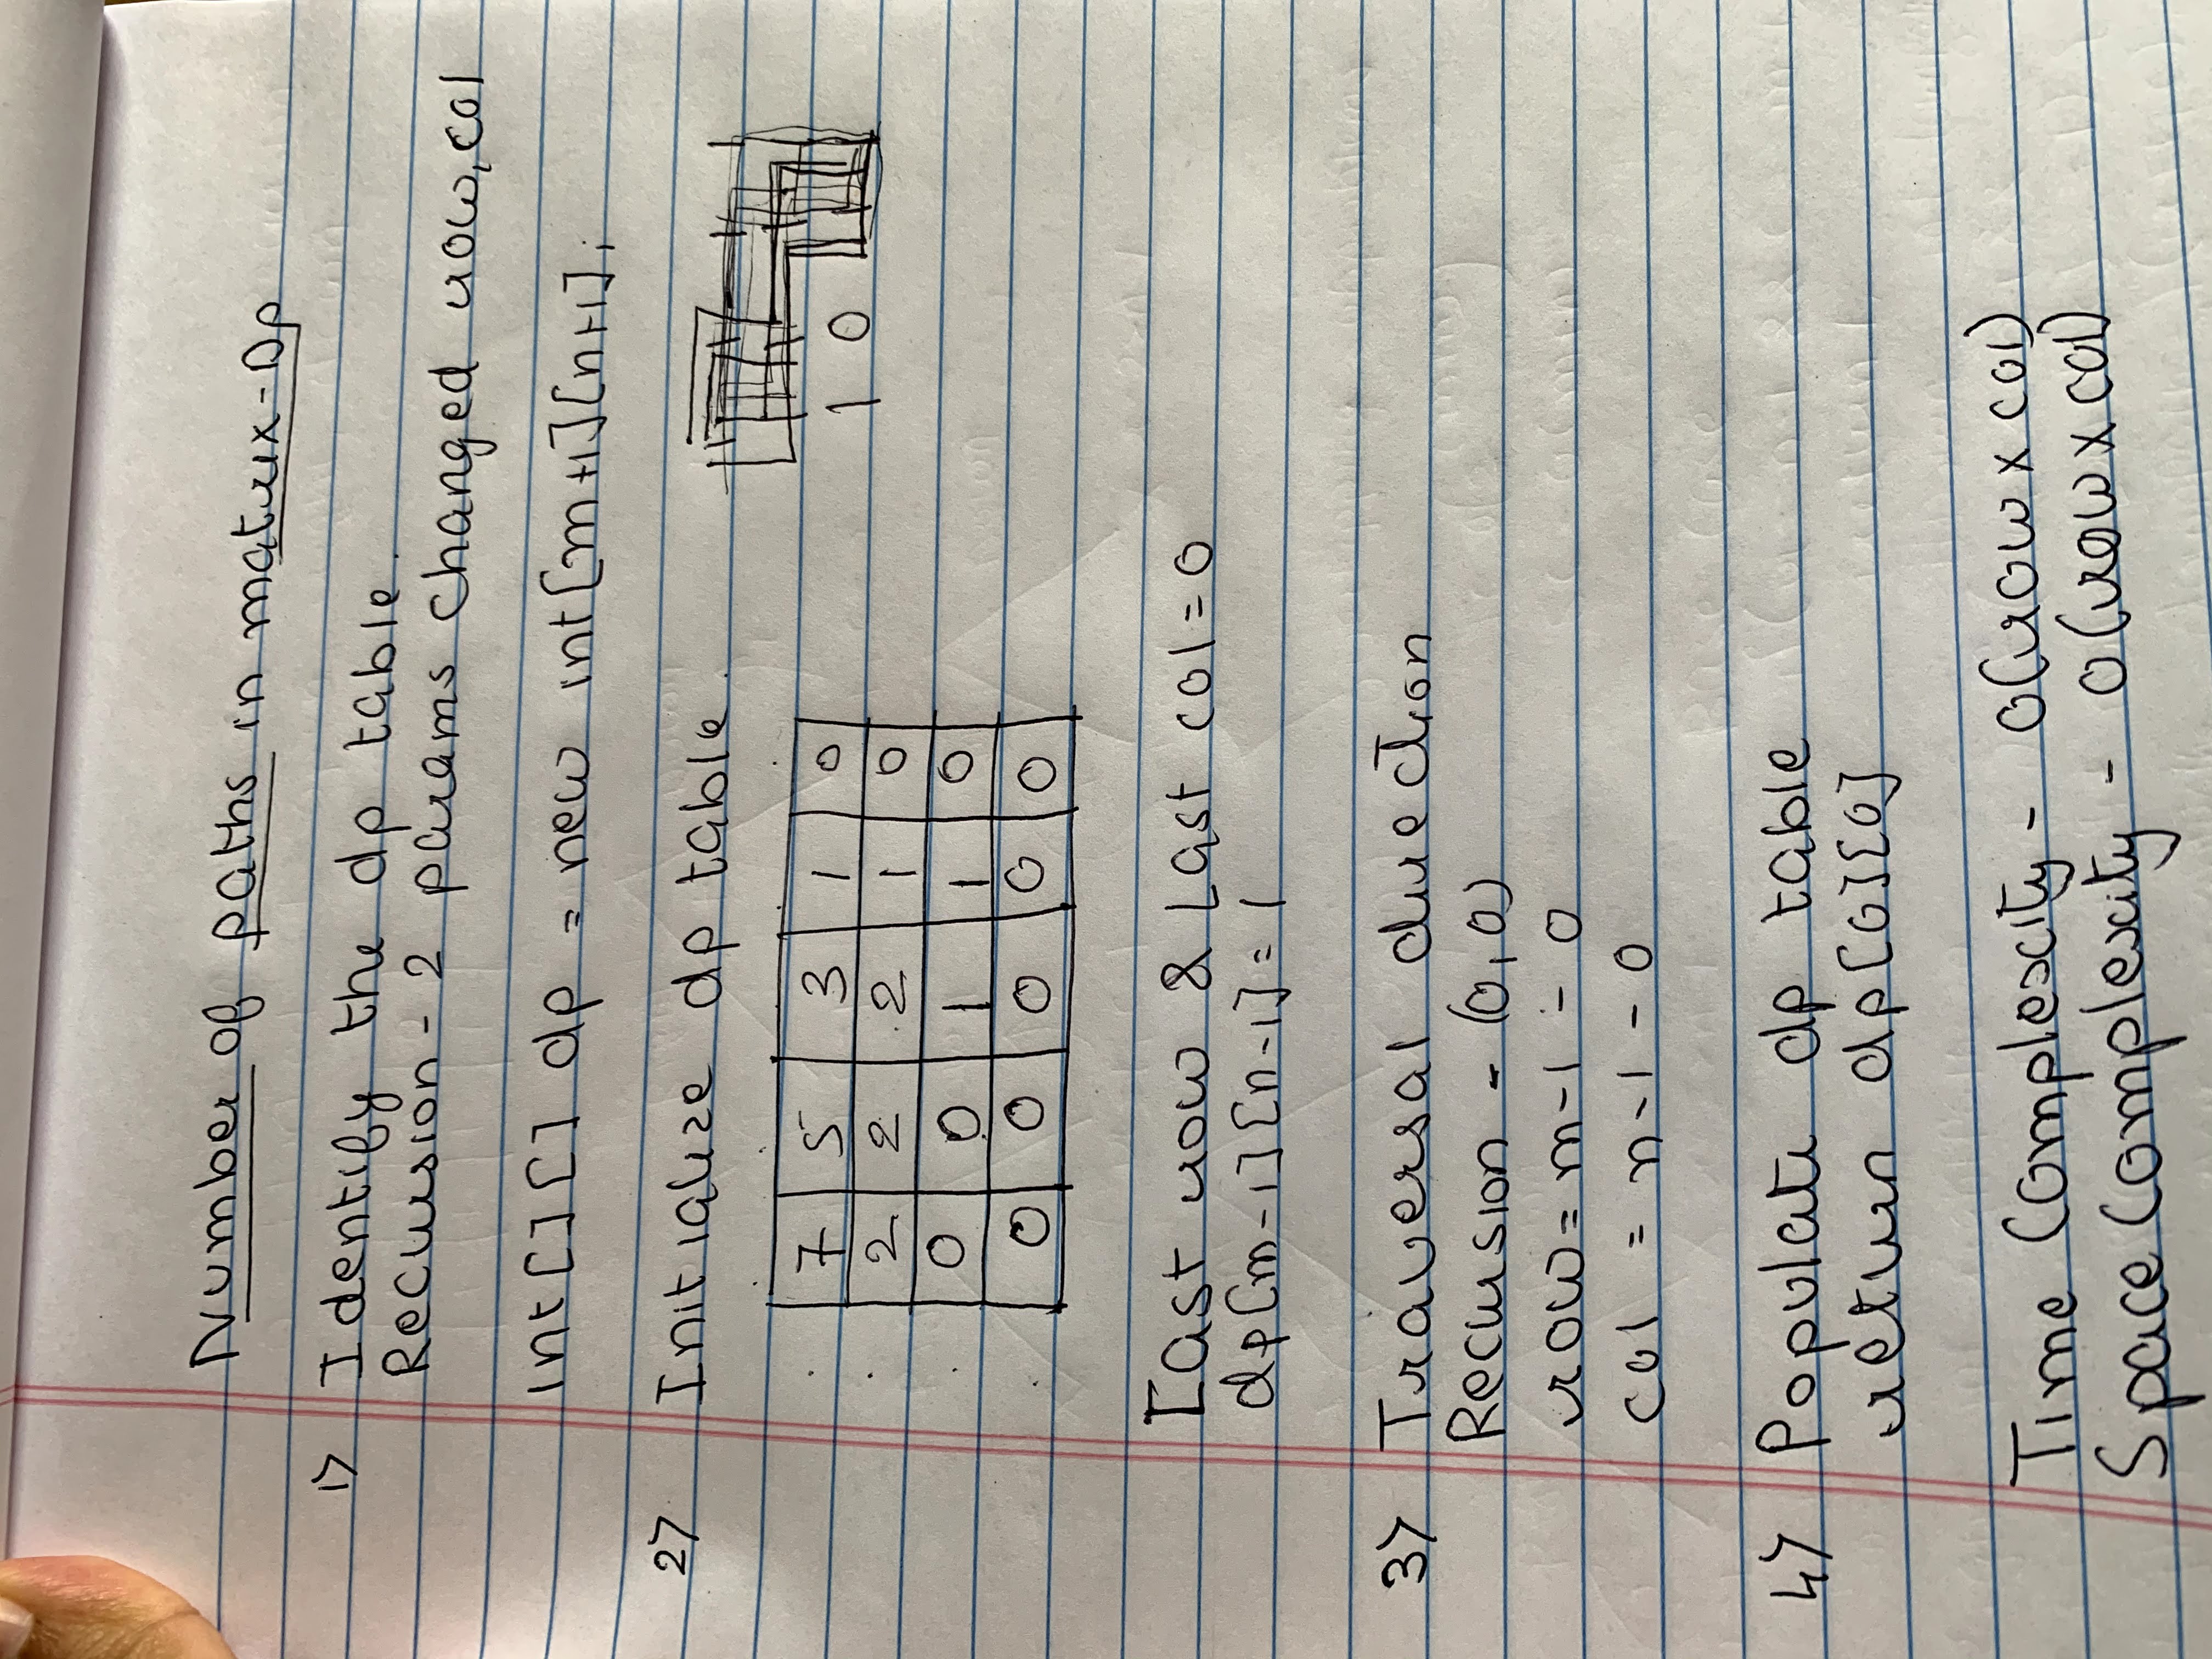 Number of paths in matrix-Dp
1> Identify the dp table.
Recursion - 2 params changed row, col
int[][] dp = new int[m+1][n+1];
2> Initialize dp table.
7 5 3 1 0
2 2 2 1 0
0 0 1 1 0
0 0 0 0 0
1 0
Last row & Last col = 0
dp[m-1][n-1] = 1
3> Traversal direction
Recursion - (0,0)
row = m-1 - 0
col = n-1 - 0
4> Populate dp table
return dp[0][0]
Time Complexity - O(row x col)
Space Complexity - O(row x col)